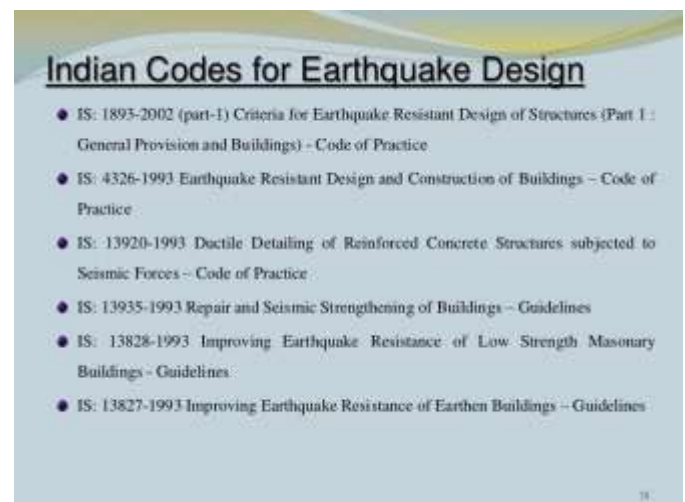 Indian Codes for Earthquake Design
IS: 1893-2002 (part-1) Criteria for Earthquake Resistant Design of Structures (Part 1 :
General Provision and Buildings) - Code of Practice
IS: 4326-1993 Earthquake Resistant Design and Construction of Buildings – Code of
Practice
IS: 13920-1993 Ductile Detailing of Reinforced Concrete Structures subjected to
Seismic Forces – Code of Practice
IS: 13935-1993 Repair and Seismic Strengthening of Buildings – Guidelines
IS: 13828-1993 Improving Earthquake Resistance of Low Strength Masonary
Buildings - Guidelines
IS: 13827-1993 Improving Earthquake Resistance of Earthen Buildings – Guidelines